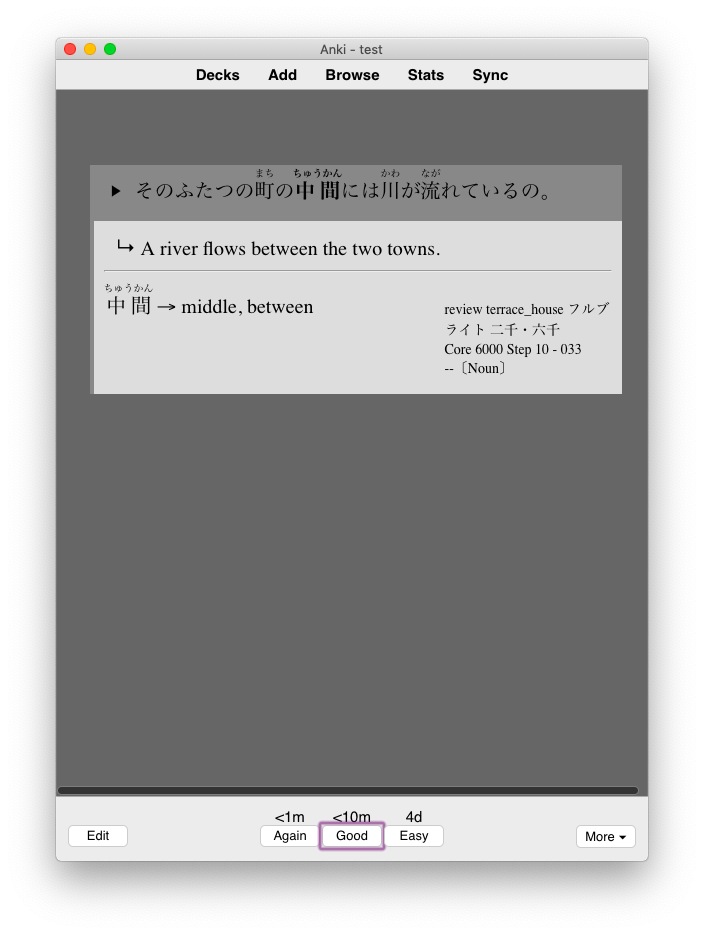 Anki - test
Decks Add Browse Stats Sync
まち ちゅうかん かわ なが
そのふたつの町の中間には川が流れているの。
A river flows between the two towns.
ちゅうかん
中間 → middle, between
review terrace_house フルブ
ライト 二千・六千
Core 6000 Step 10 - 033
--〔Noun〕
<1m <10m 4d
Edit Again Good Easy More